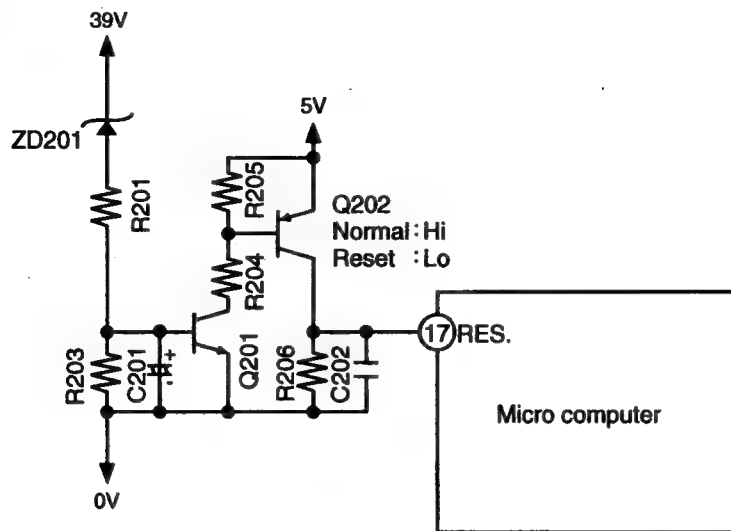 39V
ZD201
R201
R203
C201
+
0V
5V
R205
R204
Q201
Q202
Normal : Hi
Reset : Lo
R206
C202
17 RES.
Micro computer